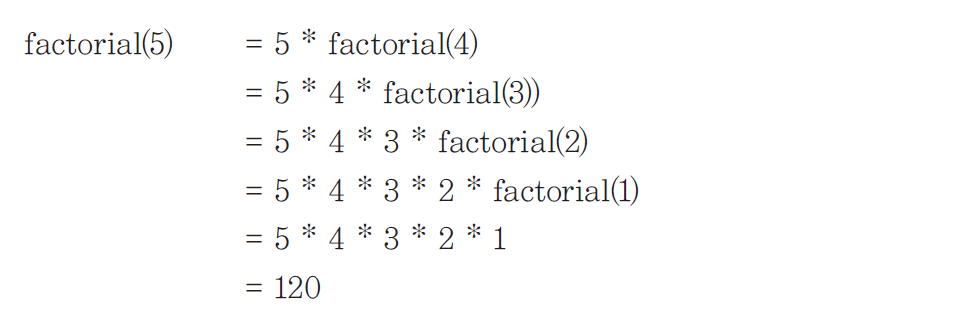 factorial(5) = 5 * factorial(4)
= 5 * 4 * factorial(3))
= 5 * 4 * 3 * factorial(2)
= 5 * 4 * 3 * 2 * factorial(1)
= 5 * 4 * 3 * 2 * 1
= 120